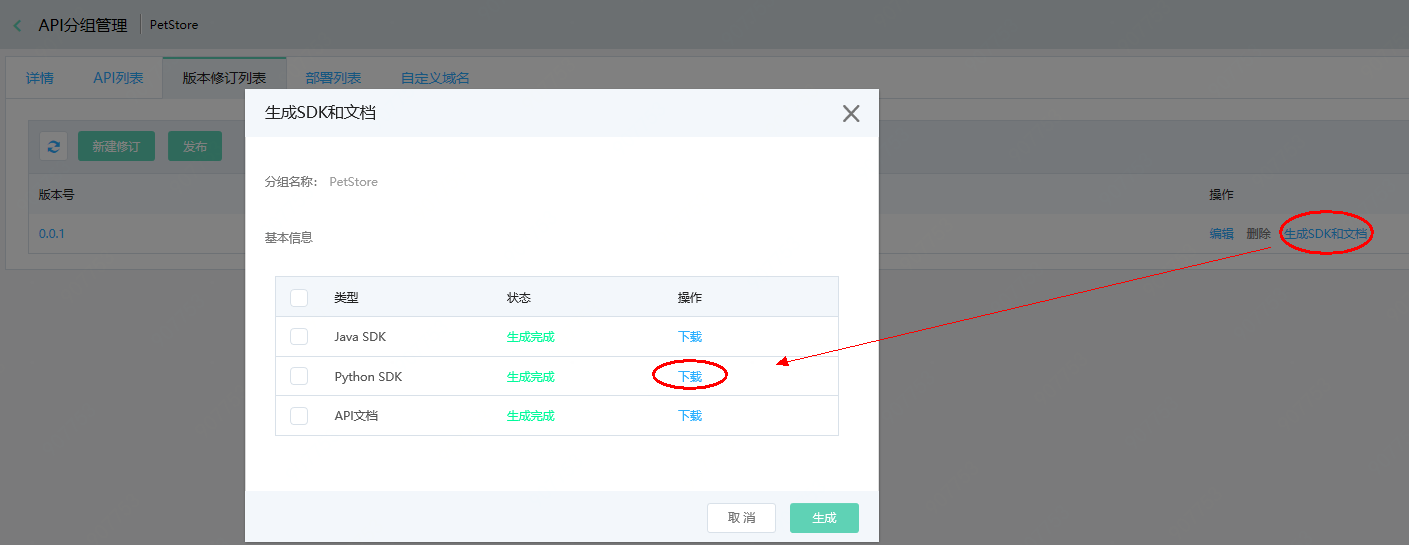 API分组管理 PetStore
详情 API列表 版本修订列表 部署列表 自定义域名
生成SDK和文档
新建修订 发布
分组名称： PetStore
版本号 操作
0.0.1 编辑 删除 生成SDK和文档
基本信息
类型 状态 操作
Java SDK 生成完成 下载
Python SDK 生成完成 下载
API文档 生成完成 下载
取 消 生成